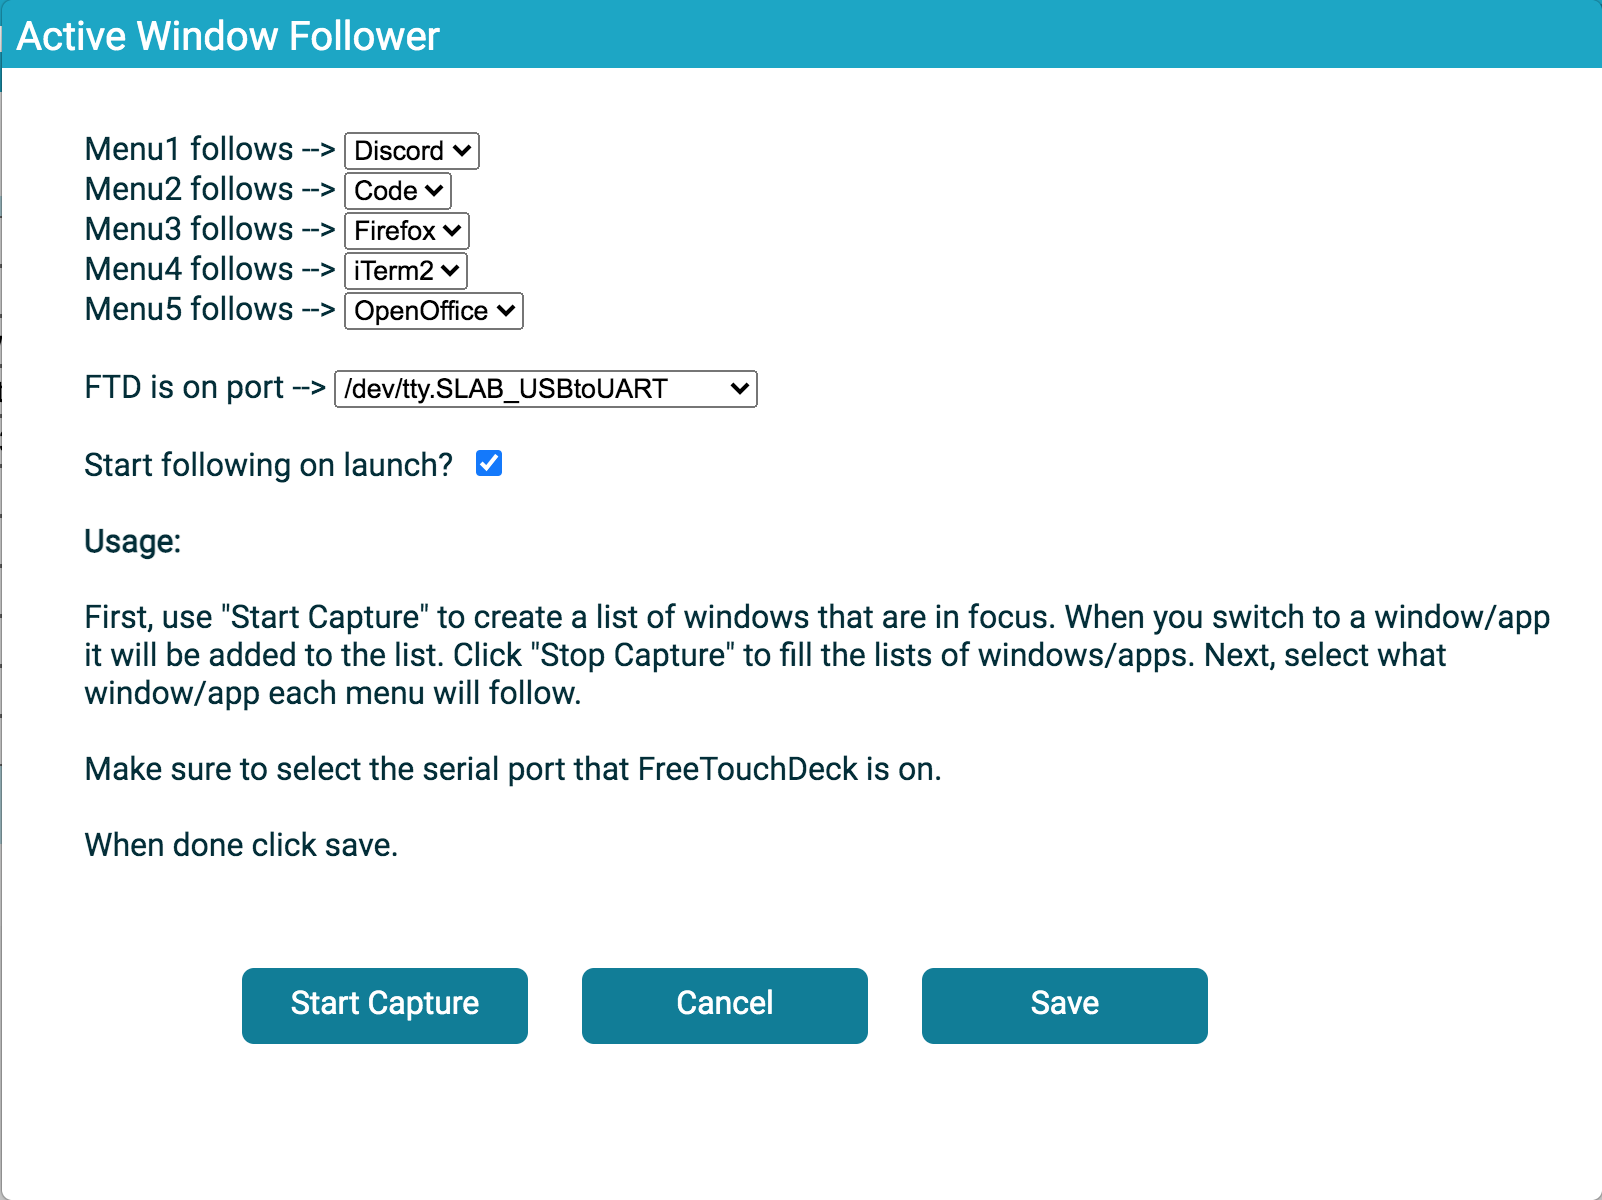 Active Window Follower
Menu1 follows --> Discord
Menu2 follows --> Code
Menu3 follows --> Firefox
Menu4 follows --> iTerm2
Menu5 follows --> OpenOffice
FTD is on port --> /dev/tty.SLAB_USBtoUART
Start following on launch?
Usage:
First, use "Start Capture" to create a list of windows that are in focus. When you switch to a window/app
it will be added to the list. Click "Stop Capture" to fill the lists of windows/apps. Next, select what
window/app each menu will follow.
Make sure to select the serial port that FreeTouchDeck is on.
When done click save.
Start Capture Cancel Save